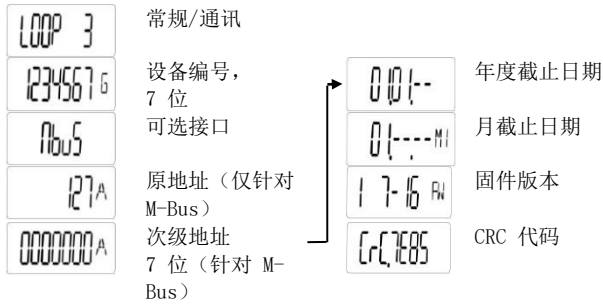 LOOP 3
常规/通讯
1234567 G
设备编号，
7 位
MbuS
可选接口
127 A
原地址（仅针对
M-Bus）
0000000 A
次级地址
7 位（针对 M-
Bus）
01.01.--
年度截止日期
01.--.-- MI
月截止日期
1 7-16 FW
固件版本
CrC,7E85
CRC 代码